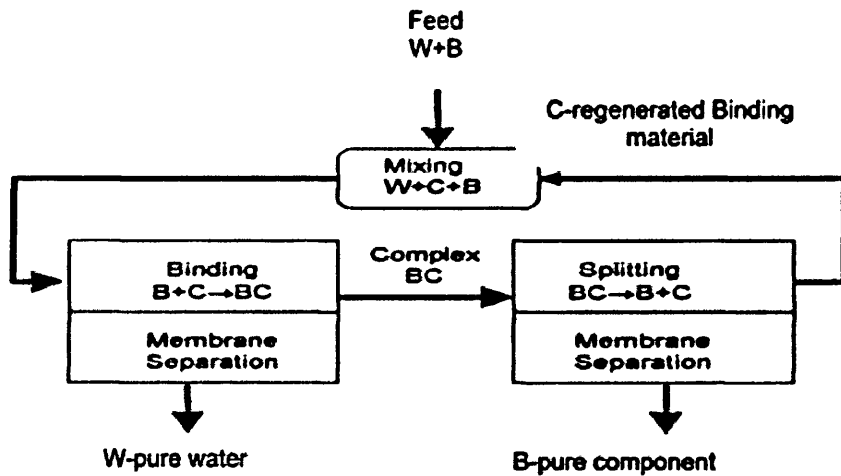 Feed
W+B
C-regenerated Binding
material
Mixing
W+C+B
Binding
B+C→BC
Membrane
Separation
Complex
BC
Splitting
BC→B+C
Membrane
Separation
W-pure water
B-pure component